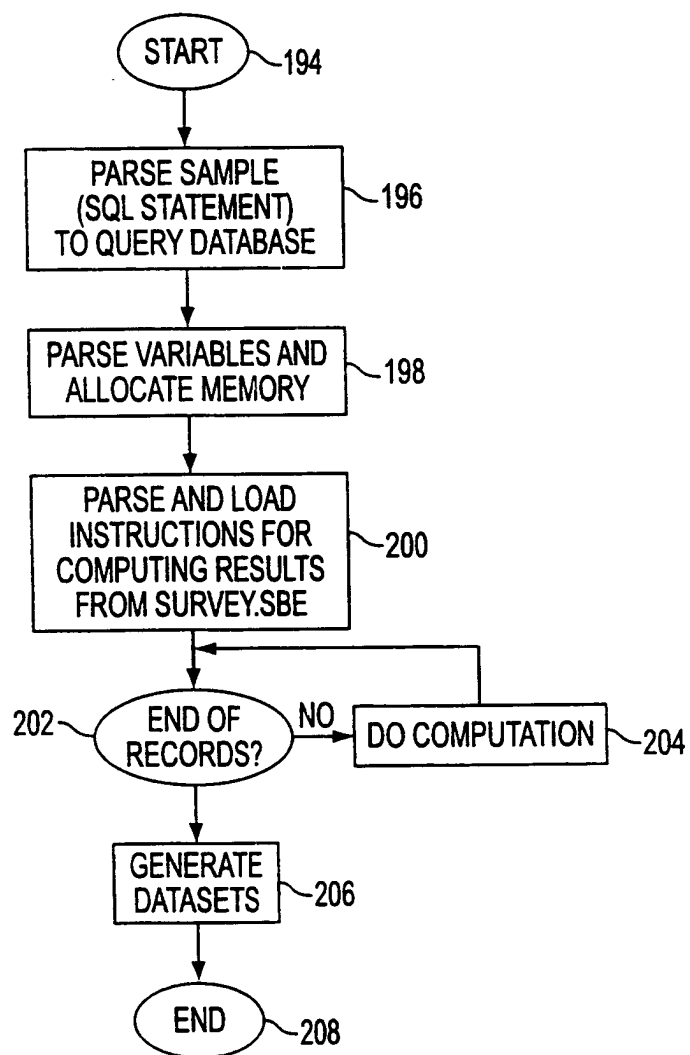 START
194
PARSE SAMPLE
(SQL STATEMENT)
TO QUERY DATABASE
196
PARSE VARIABLES AND
ALLOCATE MEMORY
198
PARSE AND LOAD
INSTRUCTIONS FOR
COMPUTING RESULTS
FROM SURVEY.SBE
200
202
END OF
RECORDS?
NO
DO COMPUTATION
204
GENERATE
DATASETS
206
END
208